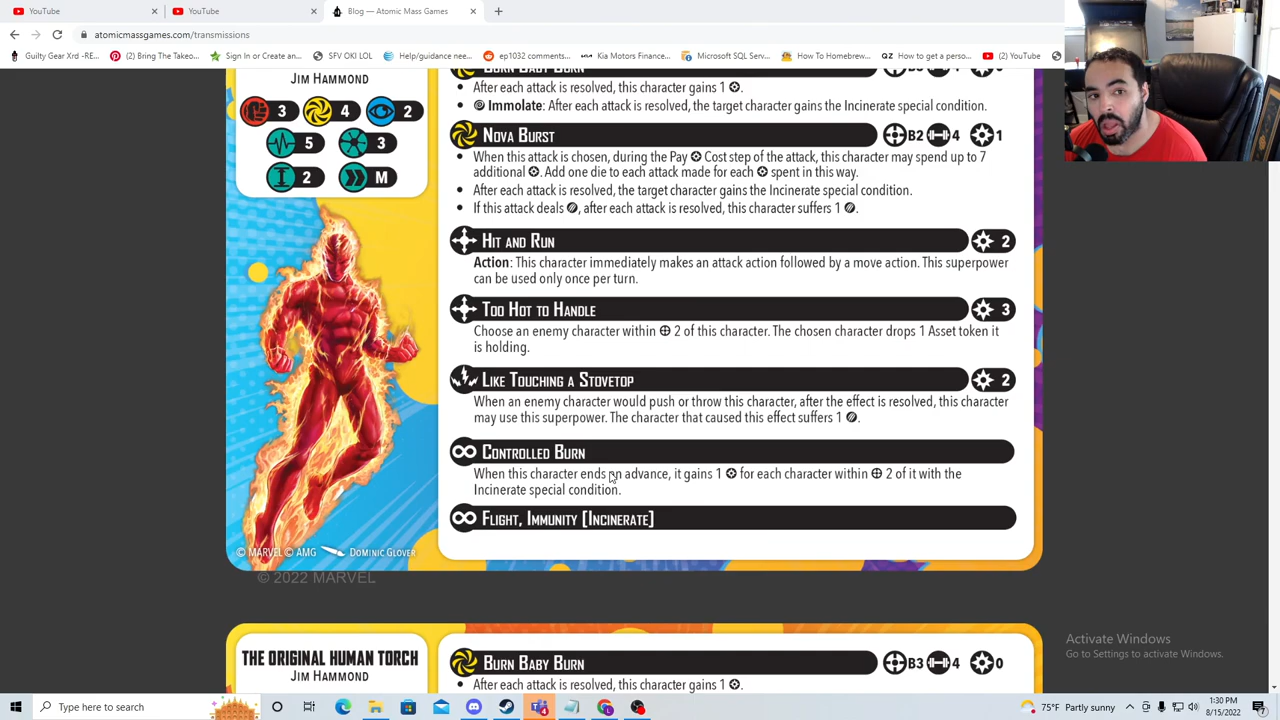 YouTube
YouTube
Blog — Atomic Mass Games
atomicmassgames.com/transmissions
Guilty Gear Xrd -RE...
(2) Bring The Takeo...
Sign In or Create an...
SFV OKI LOL
Help/guidance nee...
ep1032 comments...
Kia Motors Finance...
Microsoft SQL Serv...
How To Homebrew...
How to get a perso...
(2) YouTube
JIM HAMMOND
3 4 2
5 3
2 M
BURN BABY BURN
• After each attack is resolved, this character gains 1 .
• Immolate: After each attack is resolved, the target character gains the Incinerate special condition.
NOVA BURST B2 4 1
• When this attack is chosen, during the Pay Cost step of the attack, this character may spend up to 7
additional . Add one die to each attack made for each spent in this way.
• After each attack is resolved, the target character gains the Incinerate special condition.
• If this attack deals , after each attack is resolved, this character suffers 1 .
HIT AND RUN 2
Action: This character immediately makes an attack action followed by a move action. This superpower
can be used only once per turn.
TOO HOT TO HANDLE 3
Choose an enemy character within 2 of this character. The chosen character drops 1 Asset token it
is holding.
LIKE TOUCHING A STOVETOP 2
When an enemy character would push or throw this character, after the effect is resolved, this character
may use this superpower. The character that caused this effect suffers 1 .
CONTROLLED BURN
When this character ends an advance, it gains 1 for each character within 2 of it with the
Incinerate special condition.
FLIGHT, IMMUNITY [INCINERATE]
© MARVEL © AMG DOMINIC GLOVER
© 2022 MARVEL
THE ORIGINAL HUMAN TORCH
JIM HAMMOND
BURN BABY BURN B3 4 0
• After each attack is resolved, this character gains 1 .
Activate Windows
Go to Settings to activate Windows.
Type here to search
75°F Partly sunny
1:30 PM
8/15/2022